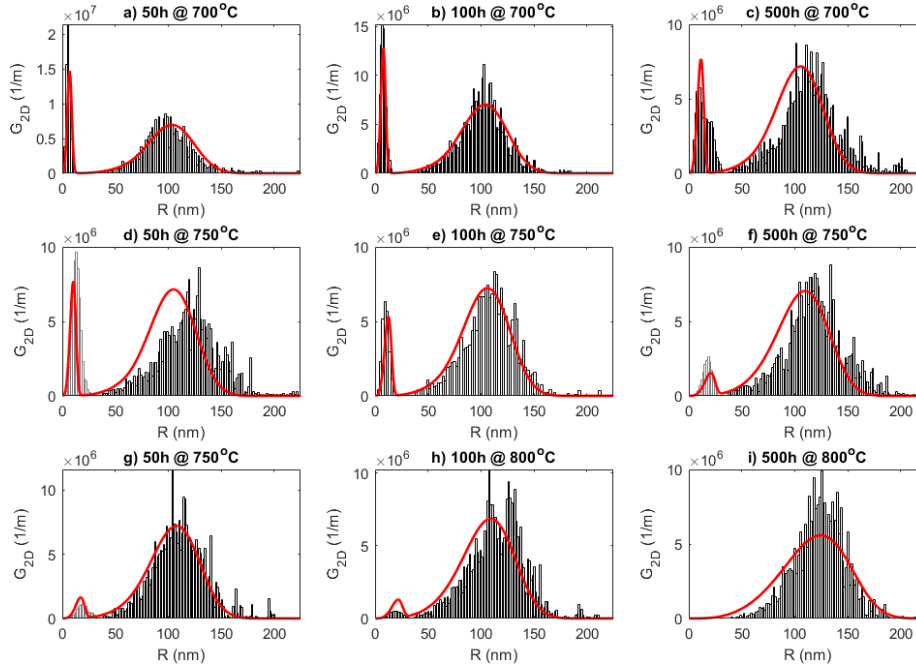 a) 50h @ 700°C
×10⁷
2
1.5
1
0.5
0
G2D (1/m)
0 50 100 150 200
R (nm)
b) 100h @ 700°C
×10⁶
15
10
5
0
G2D (1/m)
0 50 100 150 200
R (nm)
c) 500h @ 700°C
×10⁶
10
5
0
G2D (1/m)
0 50 100 150 200
R (nm)
d) 50h @ 750°C
×10⁶
10
5
0
G2D (1/m)
0 50 100 150 200
R (nm)
e) 100h @ 750°C
×10⁶
10
5
0
G2D (1/m)
0 50 100 150 200
R (nm)
f) 500h @ 750°C
×10⁶
10
5
0
G2D (1/m)
0 50 100 150 200
R (nm)
g) 50h @ 750°C
×10⁶
10
5
0
G2D (1/m)
0 50 100 150 200
R (nm)
h) 100h @ 800°C
×10⁶
10
5
0
G2D (1/m)
0 50 100 150 200
R (nm)
i) 500h @ 800°C
×10⁶
10
5
0
G2D (1/m)
0 50 100 150 200
R (nm)